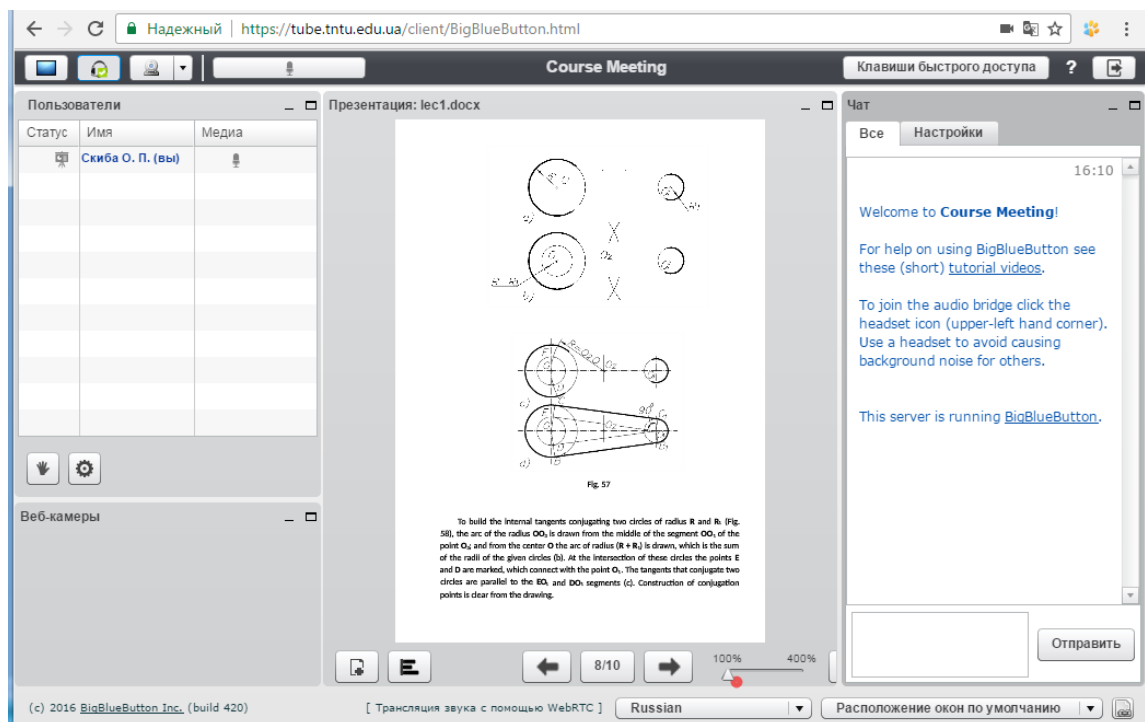 Надежный | https://tube.tntu.edu.ua/client/BigBlueButton.html
Course Meeting
Клавиши быстрого доступа
?
Пользователи
Статус Имя Медиа
Скиба О. П. (вы)
Веб-камеры
Презентация: lec1.docx
R=O₂O
90°
Fig. 57
To build the internal tangents conjugating two circles of radius R and R₁ (Fig.
58), the arc of the radius OO₂ is drawn from the middle of the segment OO₁ of the
point O₂; and from the center O the arc of radius (R + R₁) is drawn, which is the sum
of the radii of the given circles (b). At the intersection of these circles the points E
and D are marked, which connect with the point O₁. The tangents that conjugate two
circles are parallel to the EO₁ and DO₁ segments (c). Construction of conjugation
points is clear from the drawing.
8/10
100% 400%
Чат
Все Настройки
16:10
Welcome to Course Meeting!
For help on using BigBlueButton see
these (short) tutorial videos.
To join the audio bridge click the
headset icon (upper-left hand corner).
Use a headset to avoid causing
background noise for others.
This server is running BigBlueButton.
Отправить
(c) 2016 BigBlueButton Inc. (build 420)
[ Трансляция звука с помощью WebRTC ]
Russian
Расположение окон по умолчанию